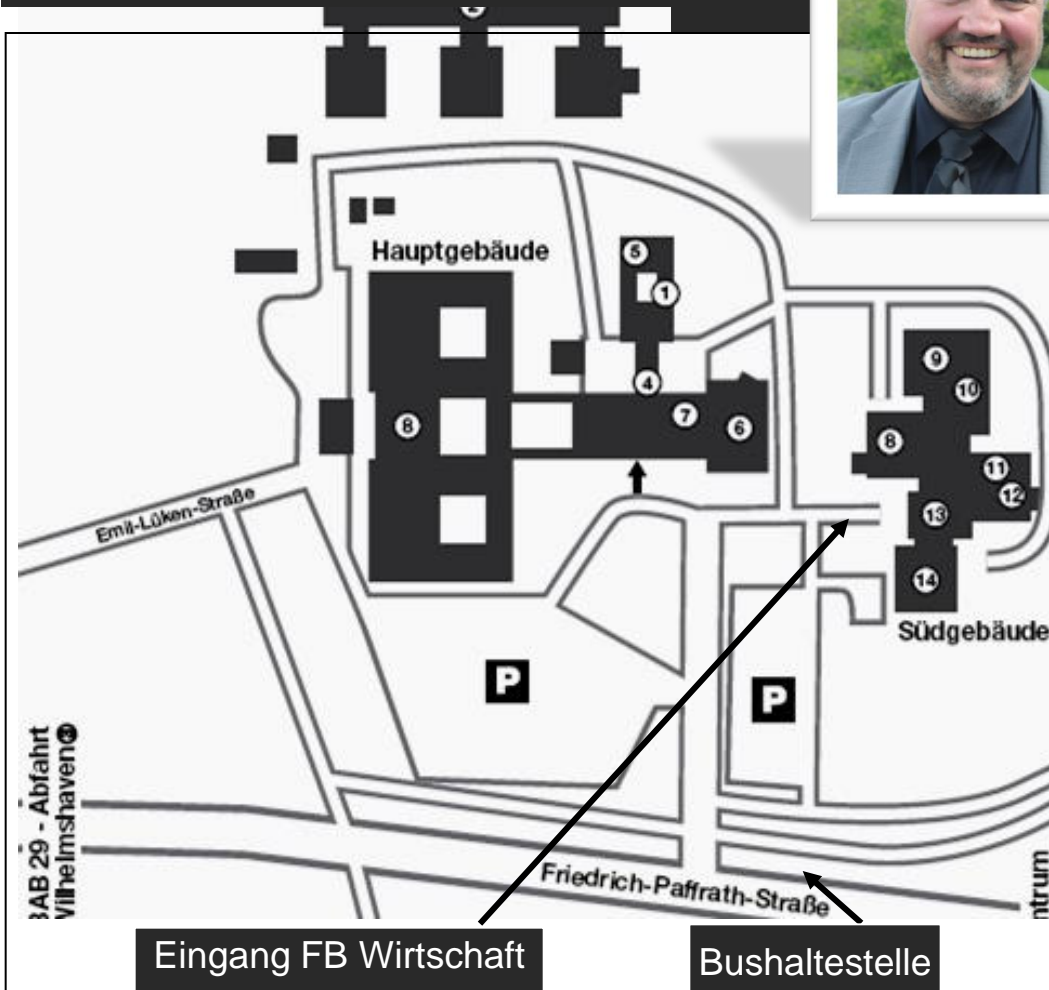 2
Hauptgebäude
5
1
4
7
6
8
9
10
8
11
12
13
14
Südgebäude
Emil-Lüken-Straße
P
P
BAB 29 - Abfahrt
Wilhelmshaven
Friedrich-Paffrath-Straße
Eingang FB Wirtschaft
Bushaltestelle